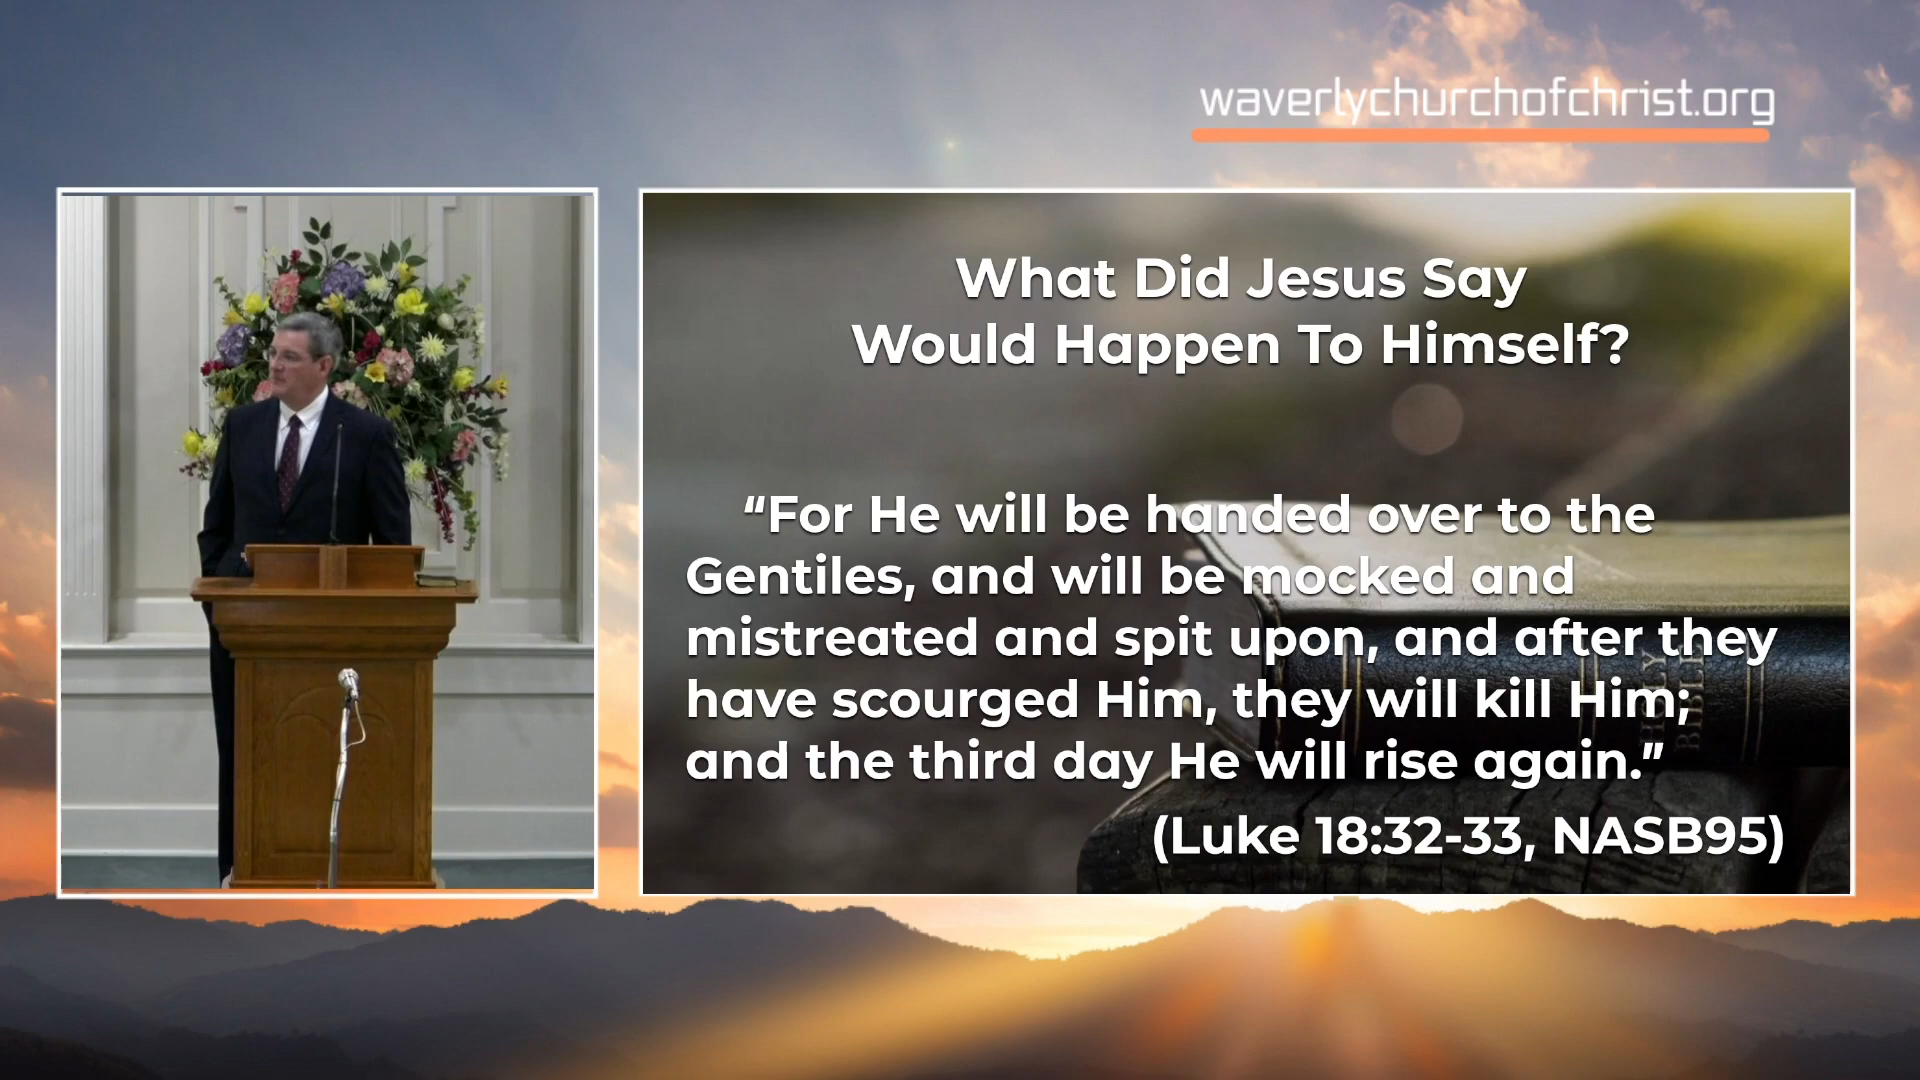 waverlychurchofchrist.org
What Did Jesus Say
Would Happen To Himself?
“For He will be handed over to the
Gentiles, and will be mocked and
mistreated and spit upon, and after they
have scourged Him, they will kill Him;
and the third day He will rise again.”
(Luke 18:32-33, NASB95)
HOLY
BIBLE